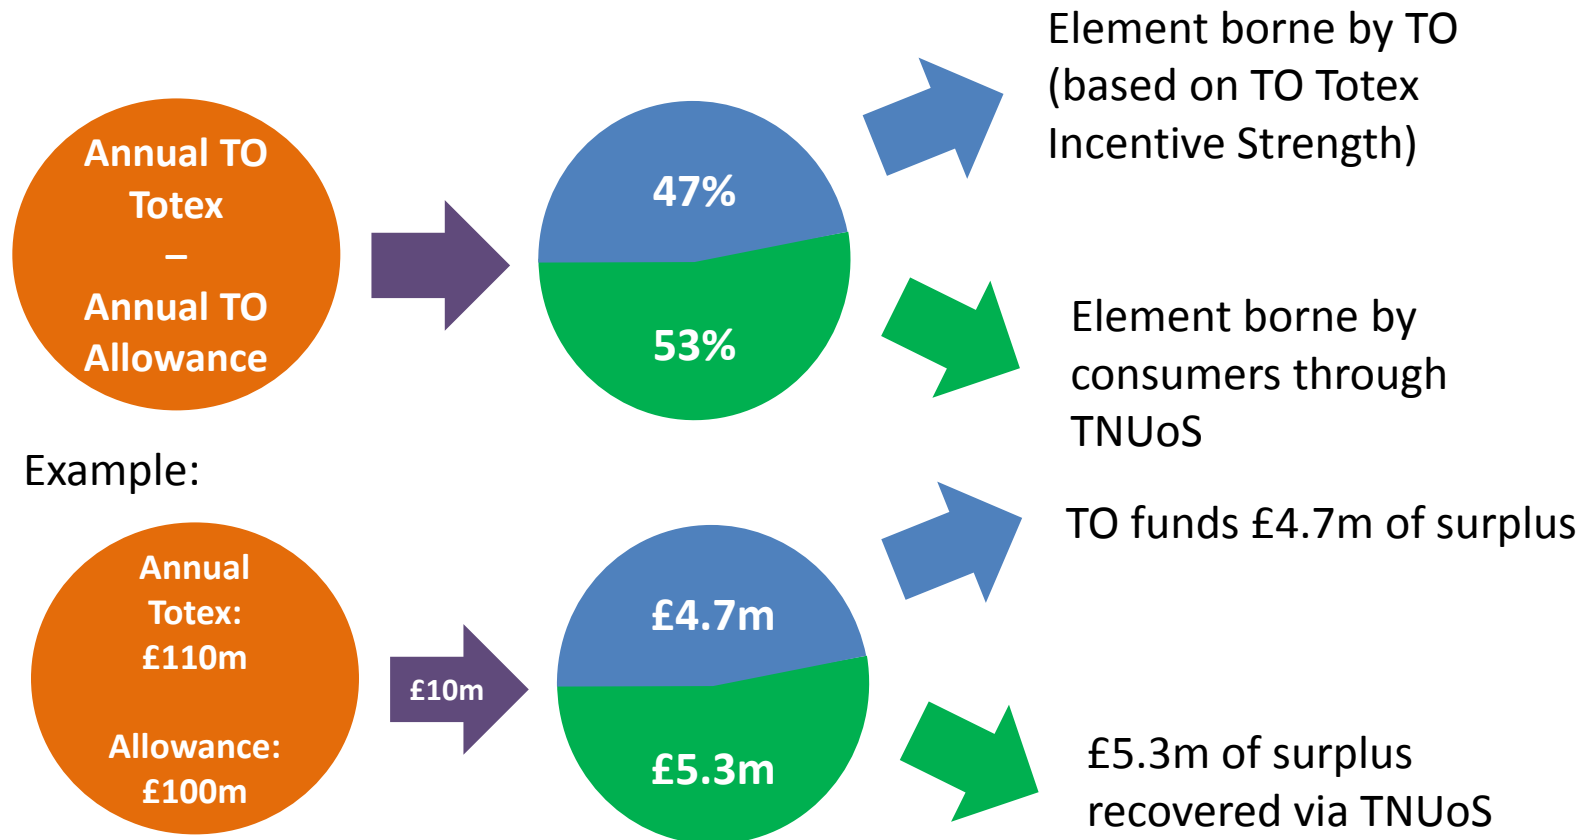 Annual TO
Totex
–
Annual TO
Allowance
47%
53%
Element borne by TO
(based on TO Totex
Incentive Strength)
Element borne by
consumers through
TNUoS
Example:
Annual
Totex:
£110m
Allowance:
£100m
£10m
£4.7m
£5.3m
TO funds £4.7m of surplus
£5.3m of surplus
recovered via TNUoS